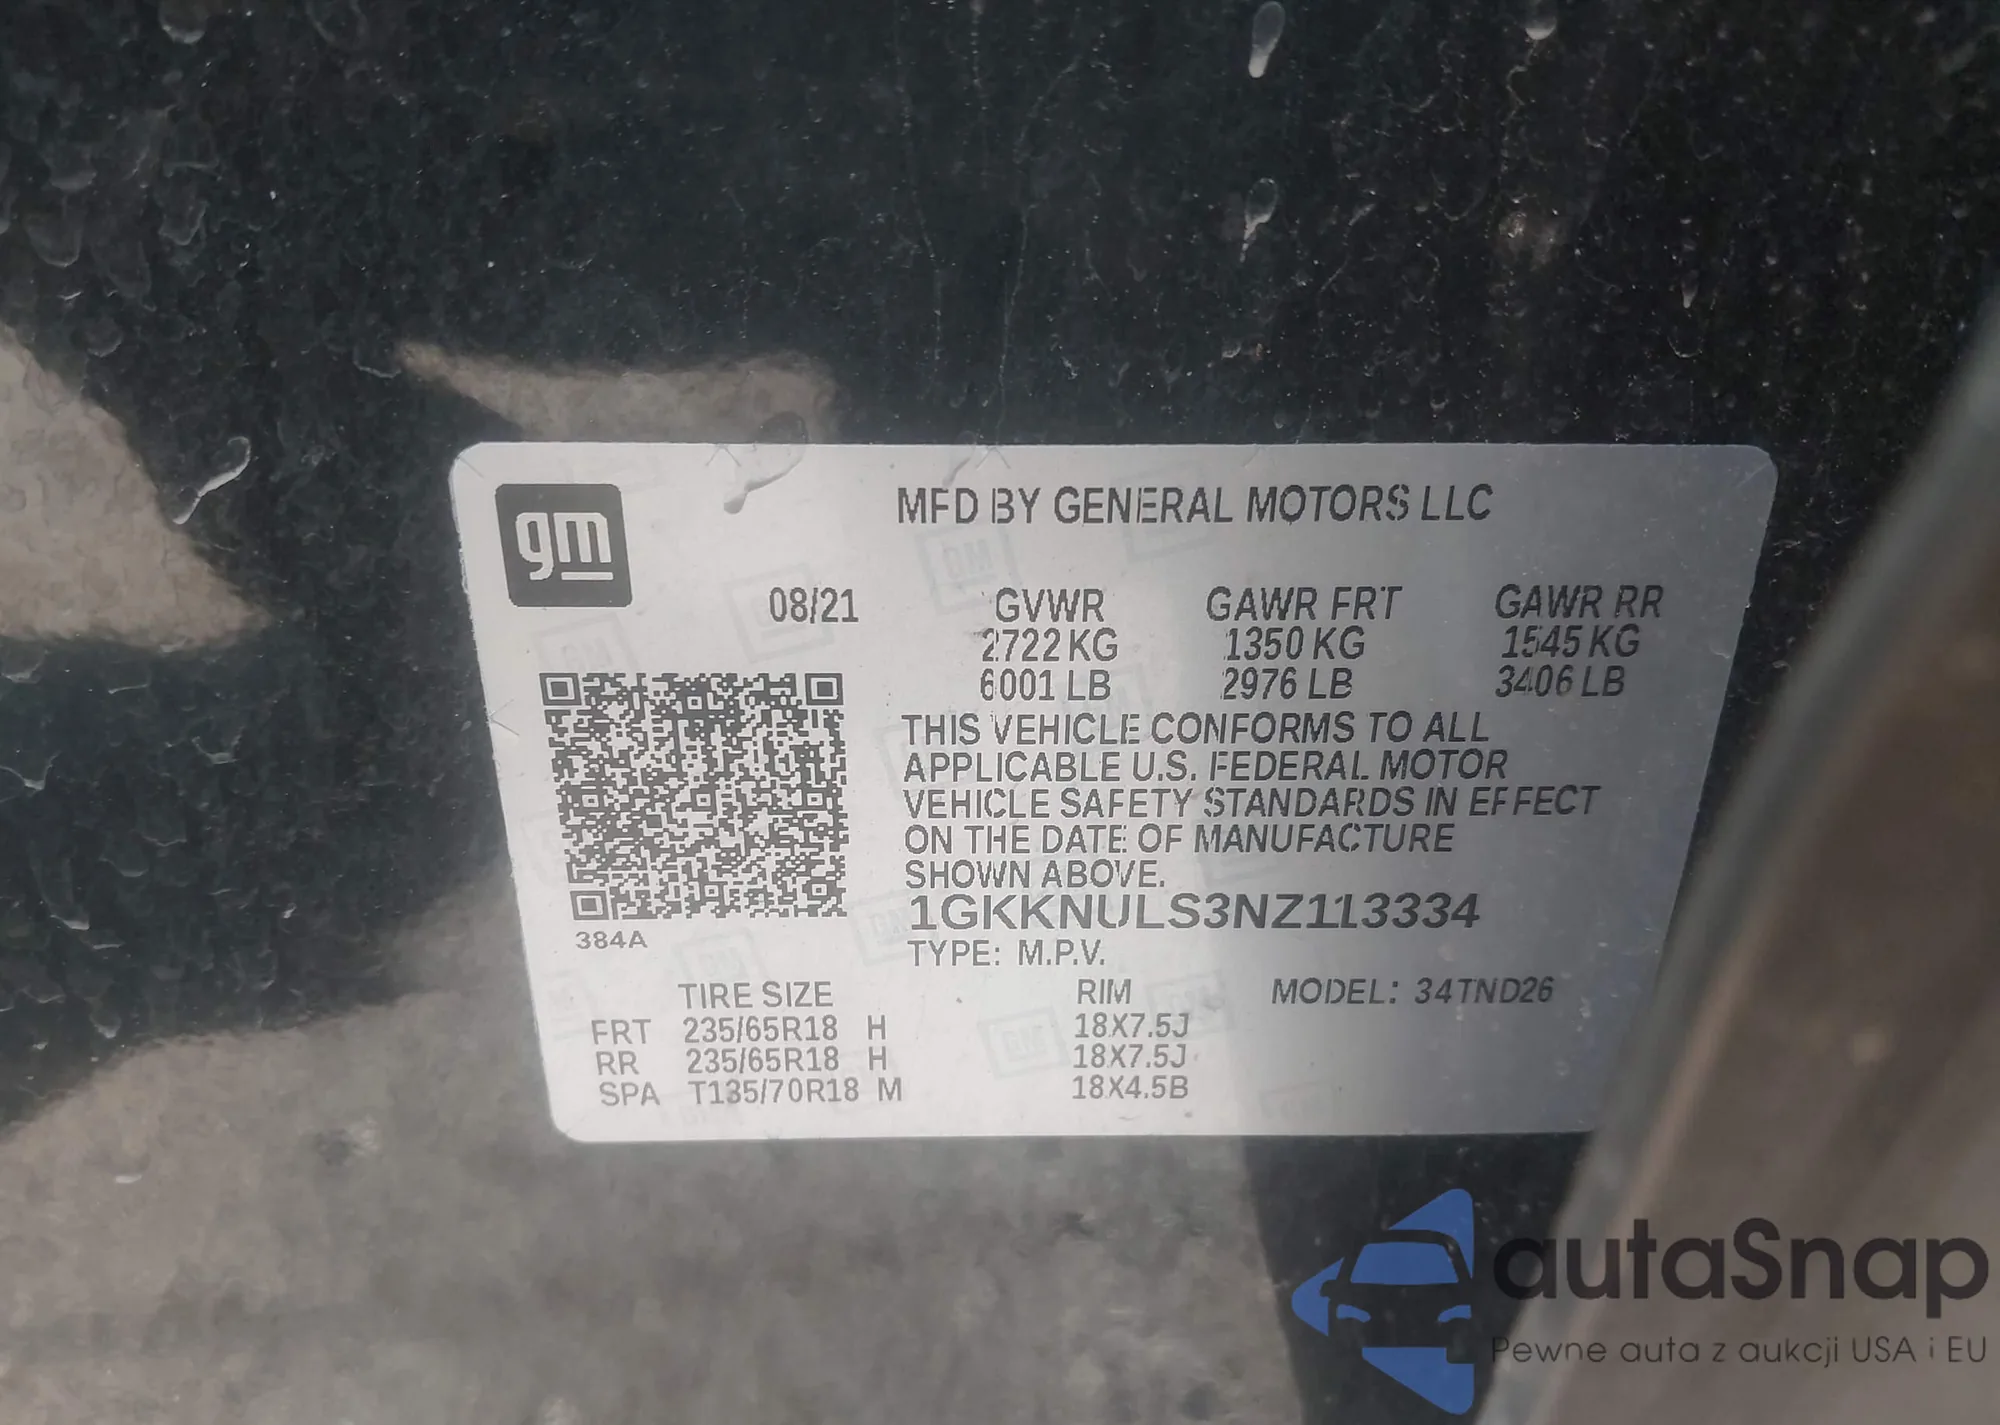 gm
MFD BY GENERAL MOTORS LLC
08/21 GVWR GAWR FRT GAWR RR
2722 KG 1350 KG 1545 KG
6001 LB 2976 LB 3406 LB
THIS VEHICLE CONFORMS TO ALL
APPLICABLE U.S. FEDERAL MOTOR
VEHICLE SAFETY STANDARDS IN EFFECT
ON THE DATE OF MANUFACTURE
SHOWN ABOVE.
1GKKNULS3NZ113334
384A
TYPE: M.P.V.
TIRE SIZE RIM MODEL: 34TND26
FRT 235/65R18 H 18X7.5J
RR 235/65R18 H 18X7.5J
SPA T135/70R18 M 18X4.5B
autaSnap
Pewne auta z aukcji USA i EU